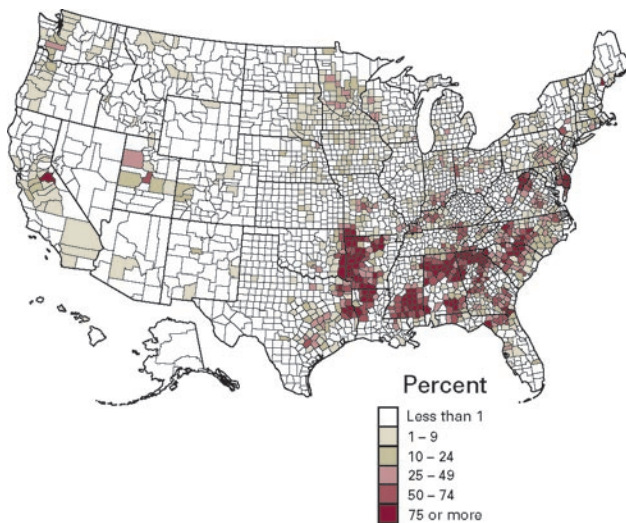 Percent
Less than 1
1 – 9
10 – 24
25 – 49
50 – 74
75 or more